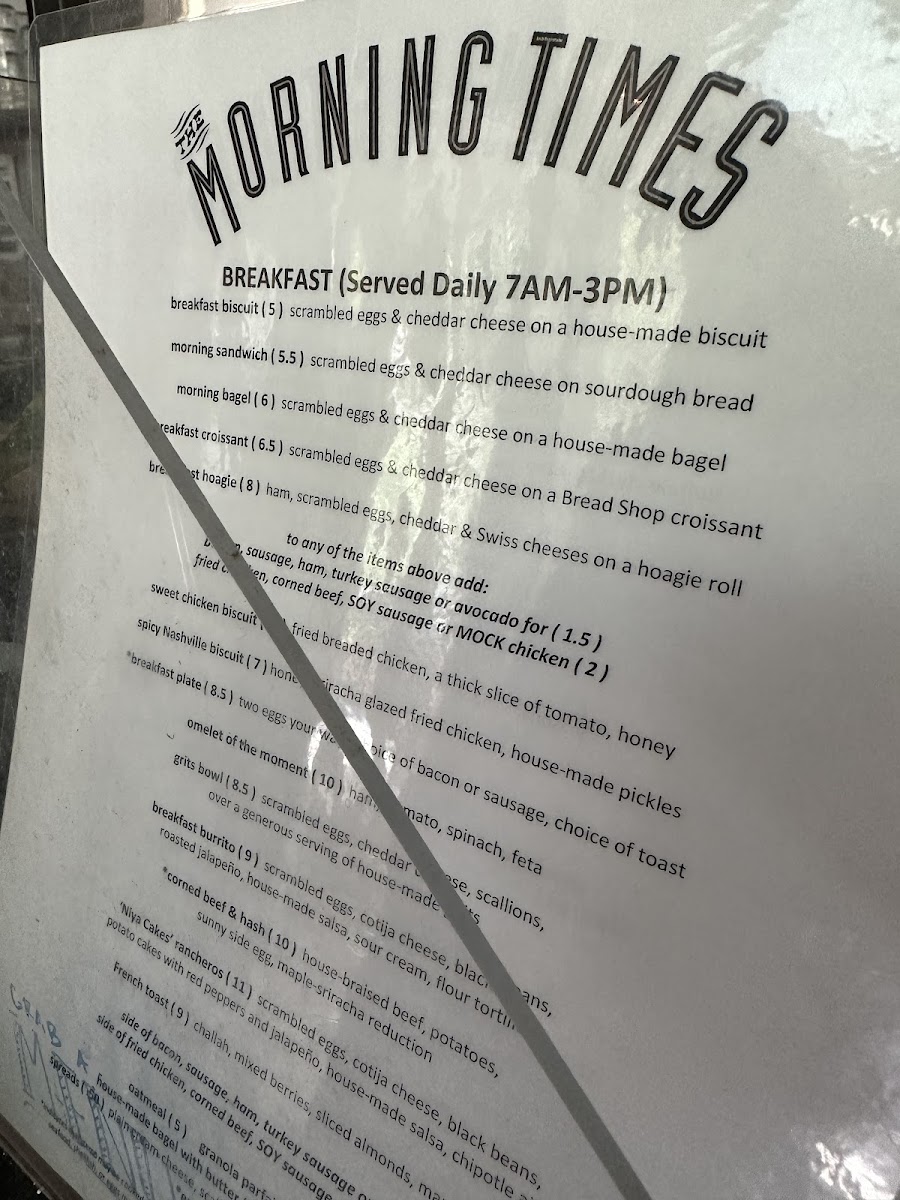 THE MORNING TIMES
BREAKFAST (Served Daily 7AM-3PM)
breakfast biscuit ( 5 ) scrambled eggs & cheddar cheese on a house-made biscuit
morning sandwich ( 5.5 ) scrambled eggs & cheddar cheese on sourdough bread
morning bagel ( 6 ) scrambled eggs & cheddar cheese on a house-made bagel
reakfast croissant ( 6.5 ) scrambled eggs & cheddar cheese on a Bread Shop croissant
hoagie ( 8 ) ham, scrambled eggs, cheddar & Swiss cheeses on a hoagie roll
to any of the items above add:
sausage, ham, turkey sausage or avocado for ( 1.5 )
fried corned beef, SOY sausage or MOCK chicken ( 2 )
sweet chicken biscuit fried breaded chicken, a thick slice of tomato, honey
spicy Nashville biscuit ( 7 ) sriracha glazed fried chicken, house-made pickles
*breakfast plate ( 8.5 ) two eggs your choice of bacon or sausage, choice of toast
omelet of the moment ( 10 ) ham, spinach, feta
grits bowl ( 8.5 ) scrambled eggs, cheddar scallions,
over a generous serving of house-made
breakfast burrito ( 9 ) scrambled eggs, cotija cheese,
roasted jalapeño, house-made salsa, sour cream, flour
*corned beef & hash ( 10 ) house-braised beef, potatoes,
sunny side egg, maple-sriracha reduction
'Niya Cakes' rancheros ( 11 ) scrambled eggs, cotija cheese, black beans,
potato cakes with red peppers and jalapeño, house-made salsa, chipotle
French toast ( 9 ) challah, mixed berries, sliced almonds,
side of bacon, sausage, ham, turkey sausage
side of fried chicken, corned beef, SOY sausage
oatmeal ( 5 ) granola
house-made bagel with butter
spreads plain cream cheese,
GRAB